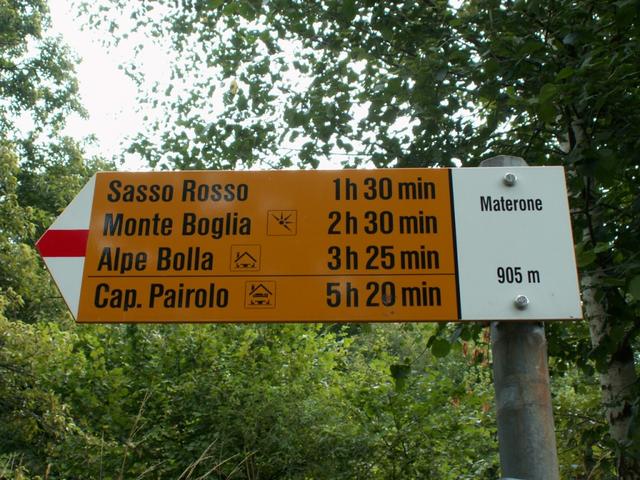 Sasso Rosso 1h 30 min
Monte Boglia 2h 30 min
Alpe Bolla 3h 25 min
Cap. Pairolo 5h 20 min
Materone
905 m